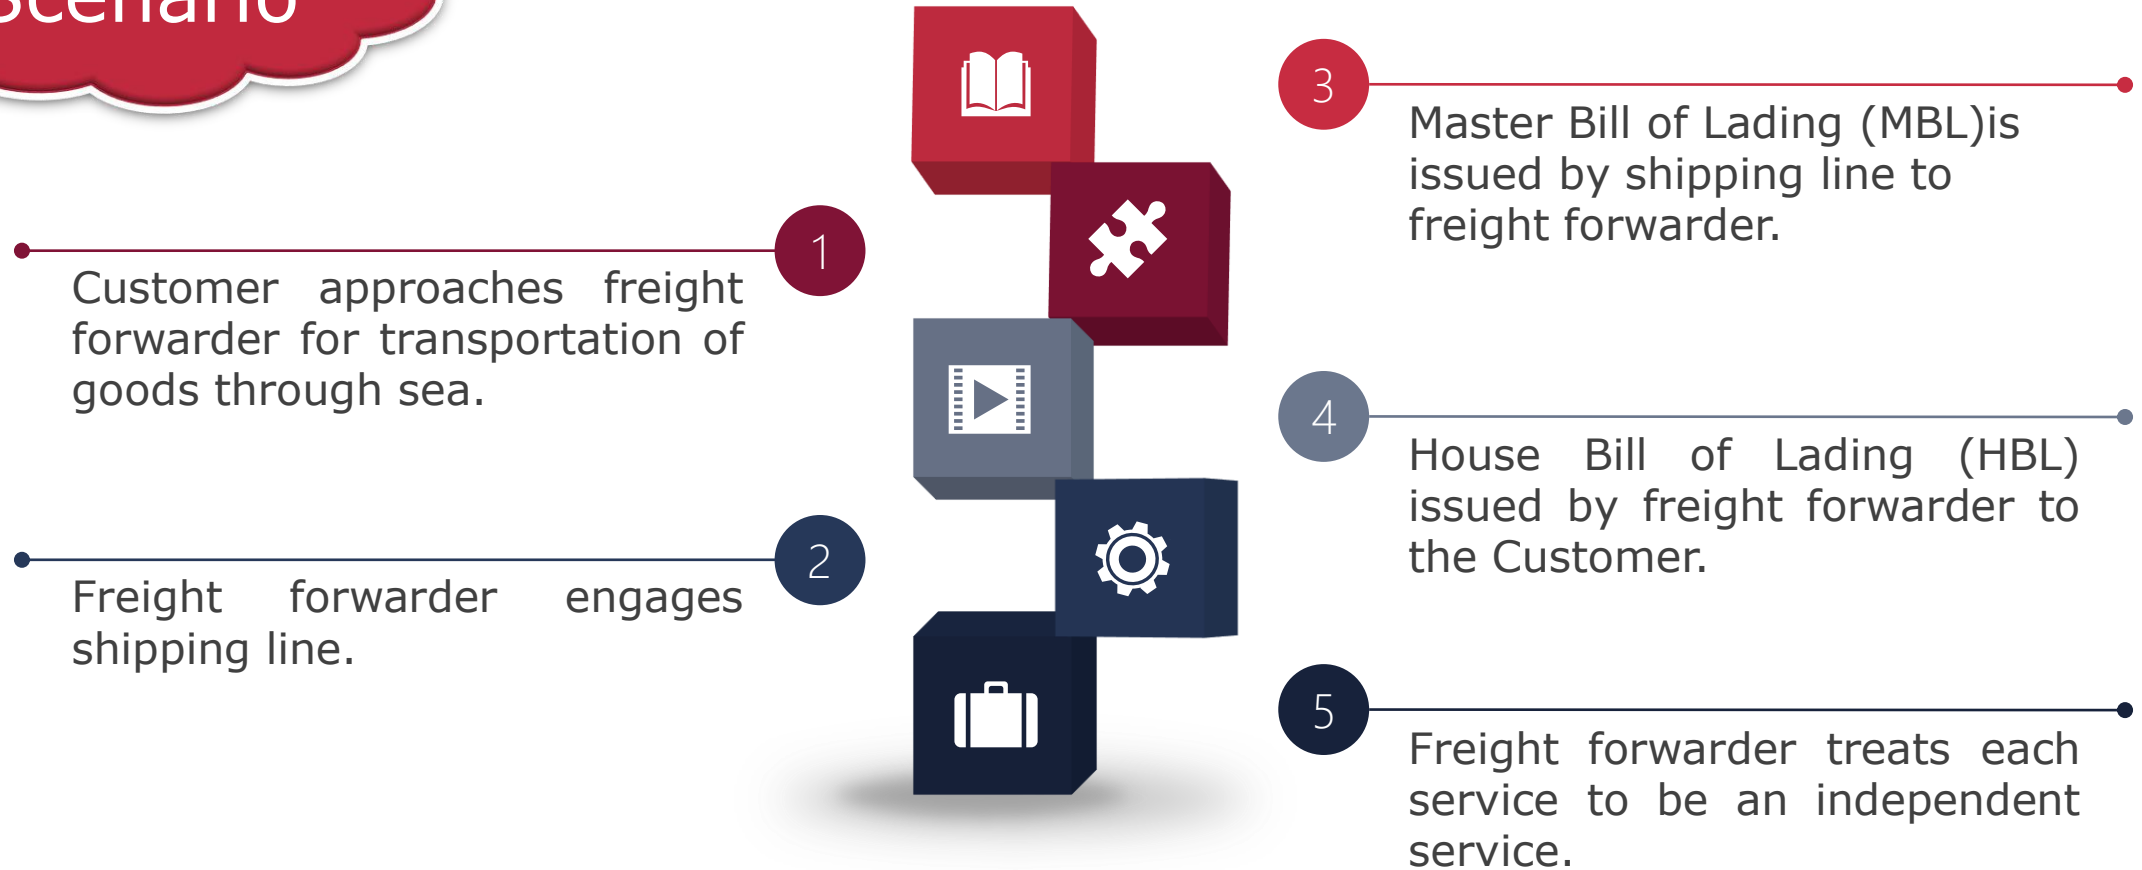 Scenario
1
Customer approaches freight
forwarder for transportation of
goods through sea.
2
Freight forwarder engages
shipping line.
3
Master Bill of Lading (MBL)is
issued by shipping line to
freight forwarder.
4
House Bill of Lading (HBL)
issued by freight forwarder to
the Customer.
5
Freight forwarder treats each
service to be an independent
service.